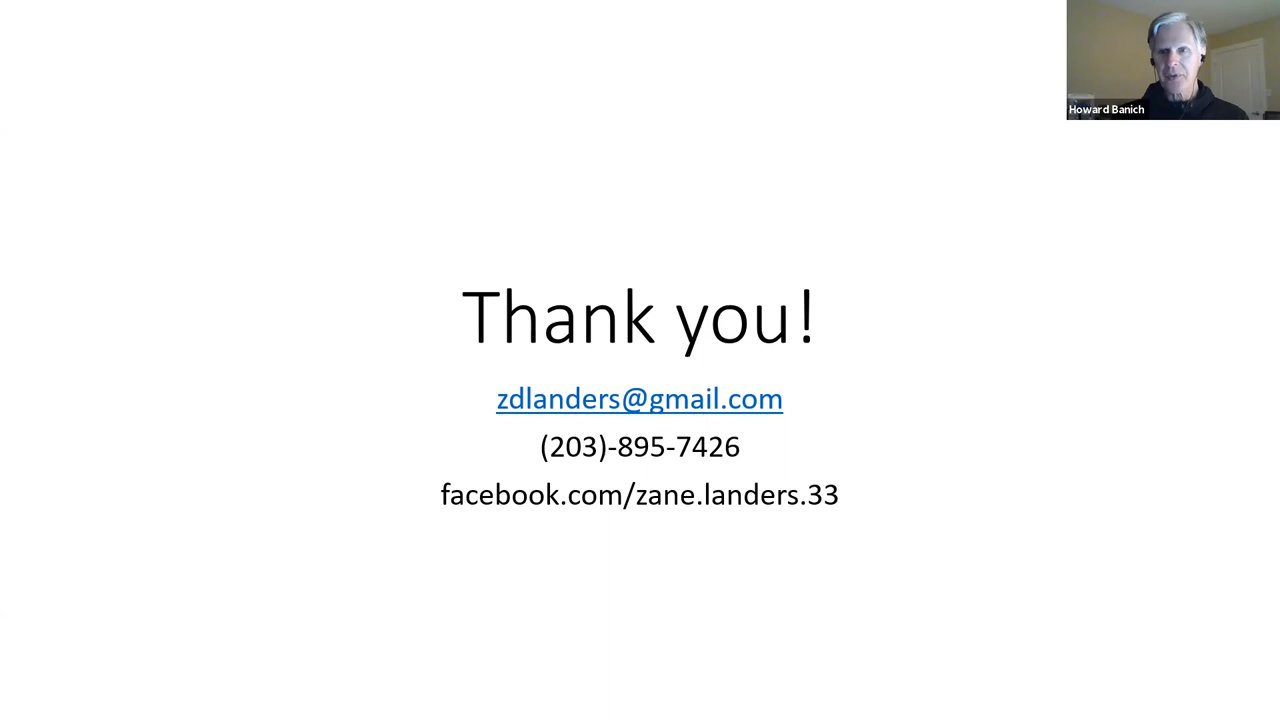 Howard Banich
Thank you!
zdlanders@gmail.com
(203)-895-7426
facebook.com/zane.landers.33